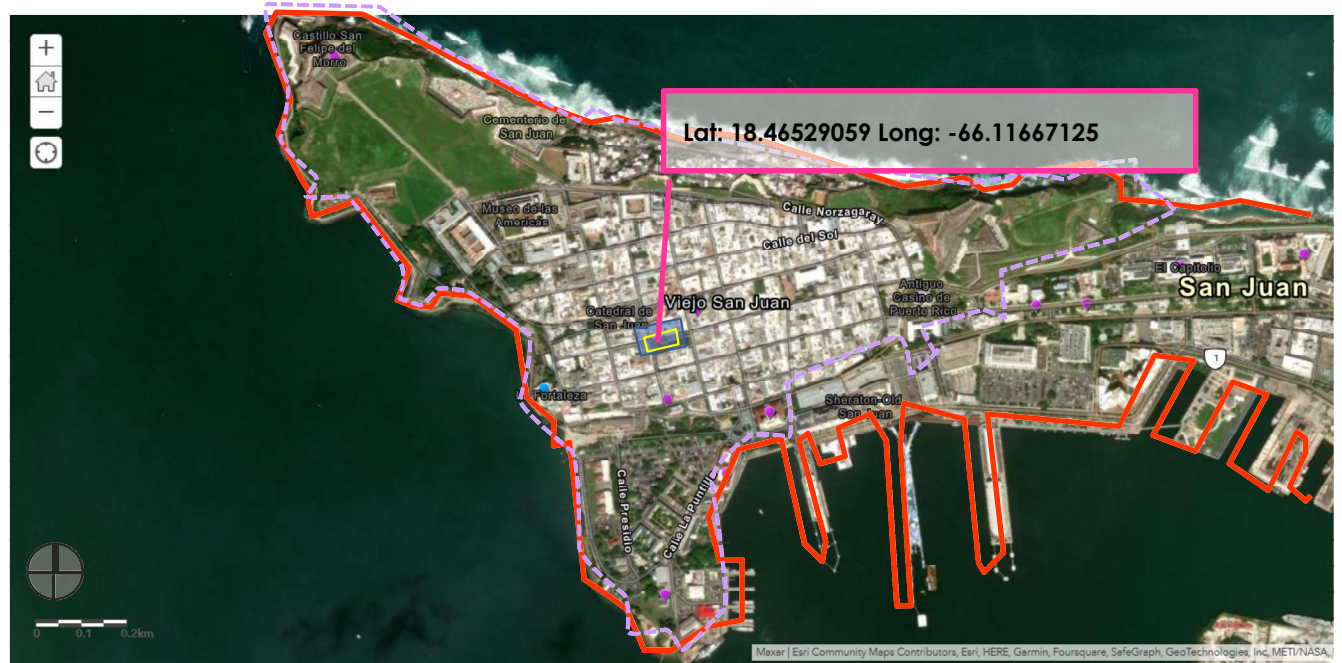 Castillo San
Felipe del
Morro
Cementerio de
San Juan
Lat: 18.46529059 Long: -66.11667125
Museo de las
Americas
Calle Norzagaray
Calle del Sol
El Capitolio
San Juan
Antiguo
Casino de
Puerto Rico
Catedral de
San Juan
Viejo San Juan
1
La Fortaleza
Sheraton-Old
San Juan
Calle Presidio
Calle La Puntilla
0 0.1 0.2km
Maxar | Esri Community Maps Contributors, Esri, HERE, Garmin, Foursquare, SafeGraph, GeoTechnologies, Inc, METI/NASA,